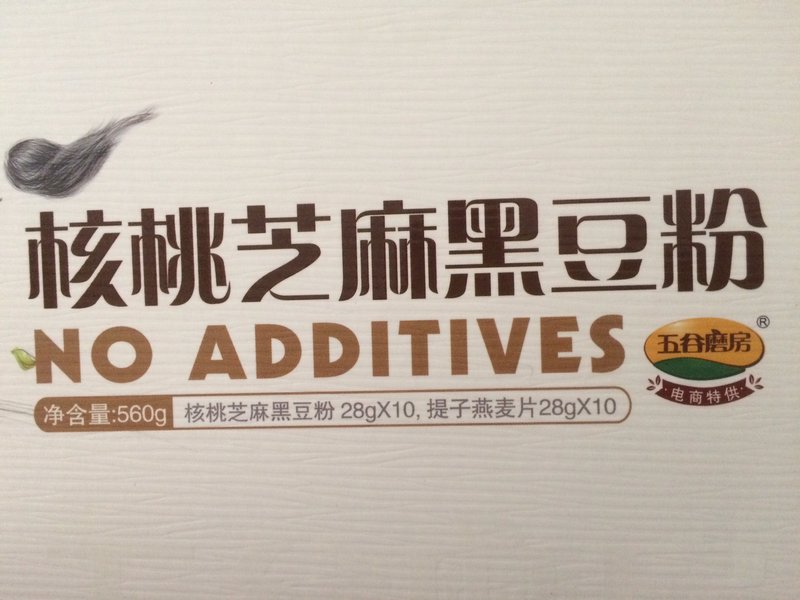 核桃芝麻黑豆粉
NO ADDITIVES
五谷磨房®
电商特供
净含量:560g 核桃芝麻黑豆粉 28gX10, 提子燕麦片28gX10